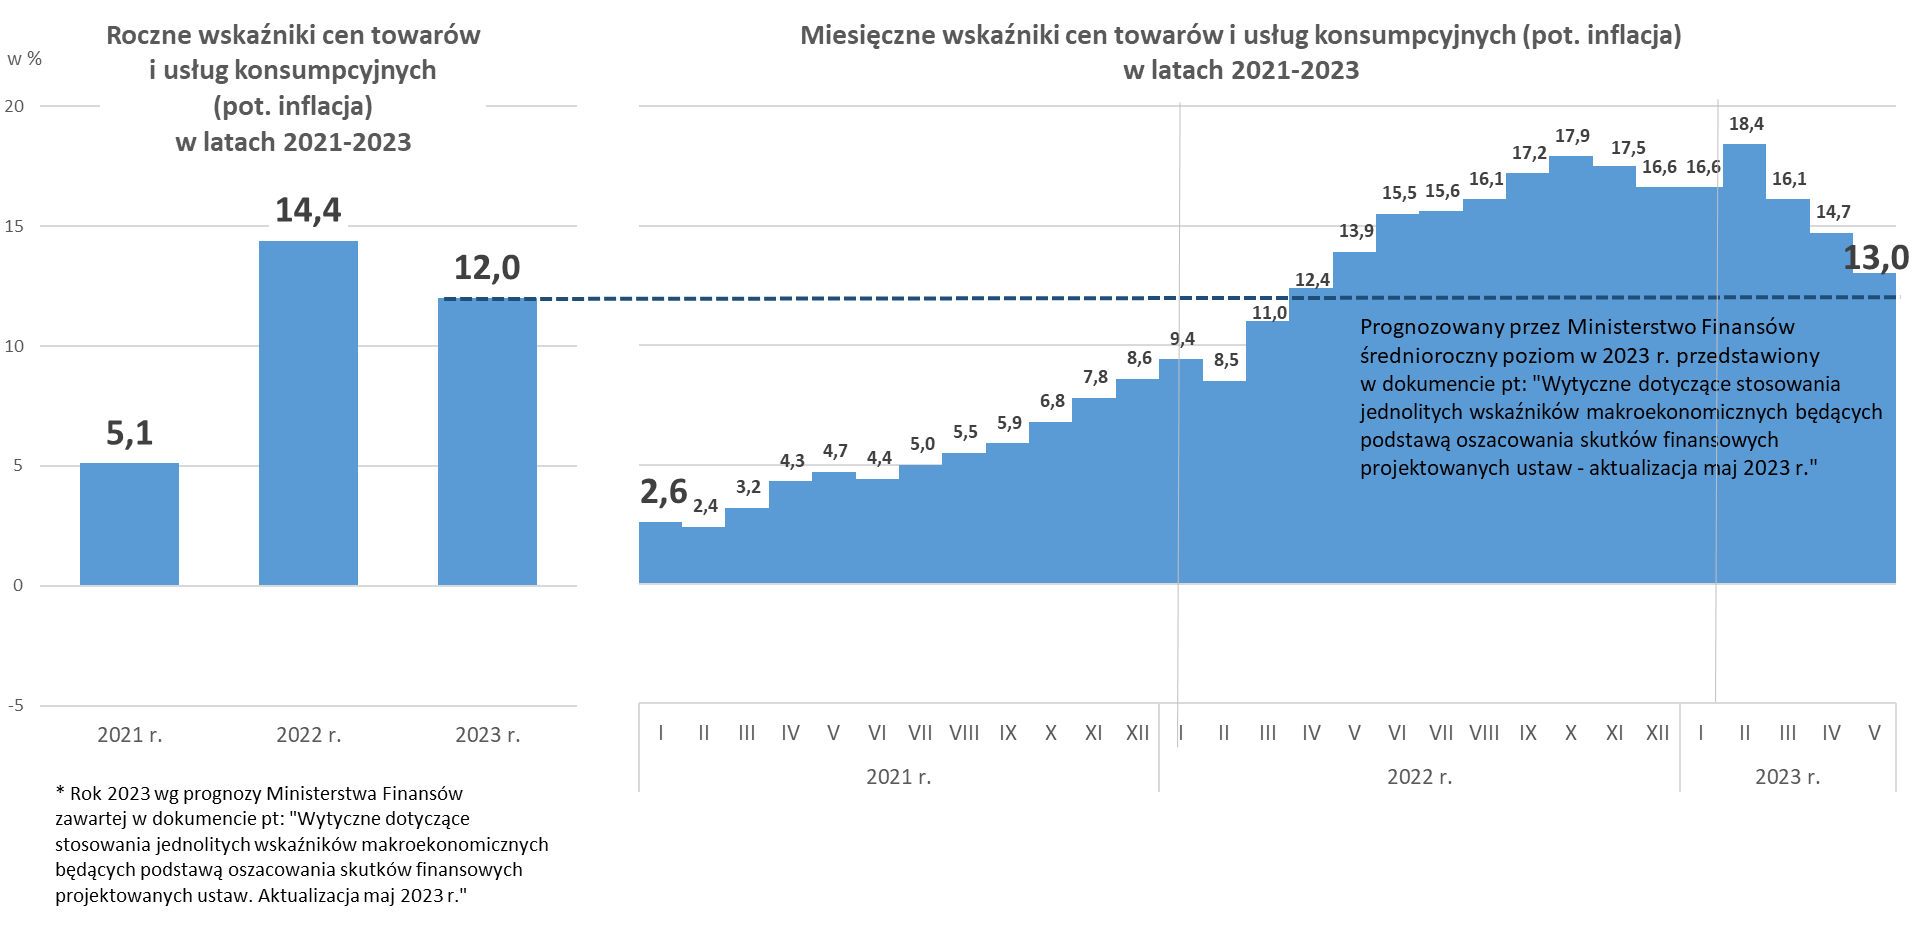 Roczne wskaźniki cen towarów
i usług konsumpcyjnych
(pot. inflacja)
w latach 2021-2023
w %
20
15
10
5
0
-5
5,1
14,4
12,0
2021 r.
2022 r.
2023 r.
* Rok 2023 wg prognozy Ministerstwa Finansów
zawartej w dokumencie pt: "Wytyczne dotyczące
stosowania jednolitych wskaźników makroekonomicznych
będących podstawą oszacowania skutków finansowych
projektowanych ustaw. Aktualizacja maj 2023 r."
Miesięczne wskaźniki cen towarów i usług konsumpcyjnych (pot. inflacja)
w latach 2021-2023
2,6 2,4 3,2 4,3 4,7 4,4 5,0 5,5 5,9 6,8 7,8 8,6 9,4 8,5 11,0 12,4 13,9 15,5 15,6 16,1 17,2 17,9 17,5 16,6 16,6 18,4 16,1 14,7 13,0
Prognozowany przez Ministerstwo Finansów
średnioroczny poziom w 2023 r. przedstawiony
w dokumencie pt: "Wytyczne dotyczące stosowania
jednolitych wskaźników makroekonomicznych będących
podstawą oszacowania skutków finansowych
projektowanych ustaw - aktualizacja maj 2023 r."
I II III IV V VI VII VIII IX X XI XII I II III IV V VI VII VIII IX X XI XII I II III IV V
2021 r. 2022 r. 2023 r.